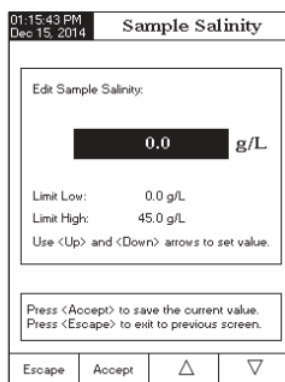 01:15:43 PM
Dec 15, 2014
Sample Salinity
Edit Sample Salinity:
0.0 g/L
Limit Low: 0.0 g/L
Limit High: 45.0 g/L
Use <Up> and <Down> arrows to set value.
Press <Accept> to save the current value.
Press <Escape> to exit to previous screen.
Escape Accept △ ▽